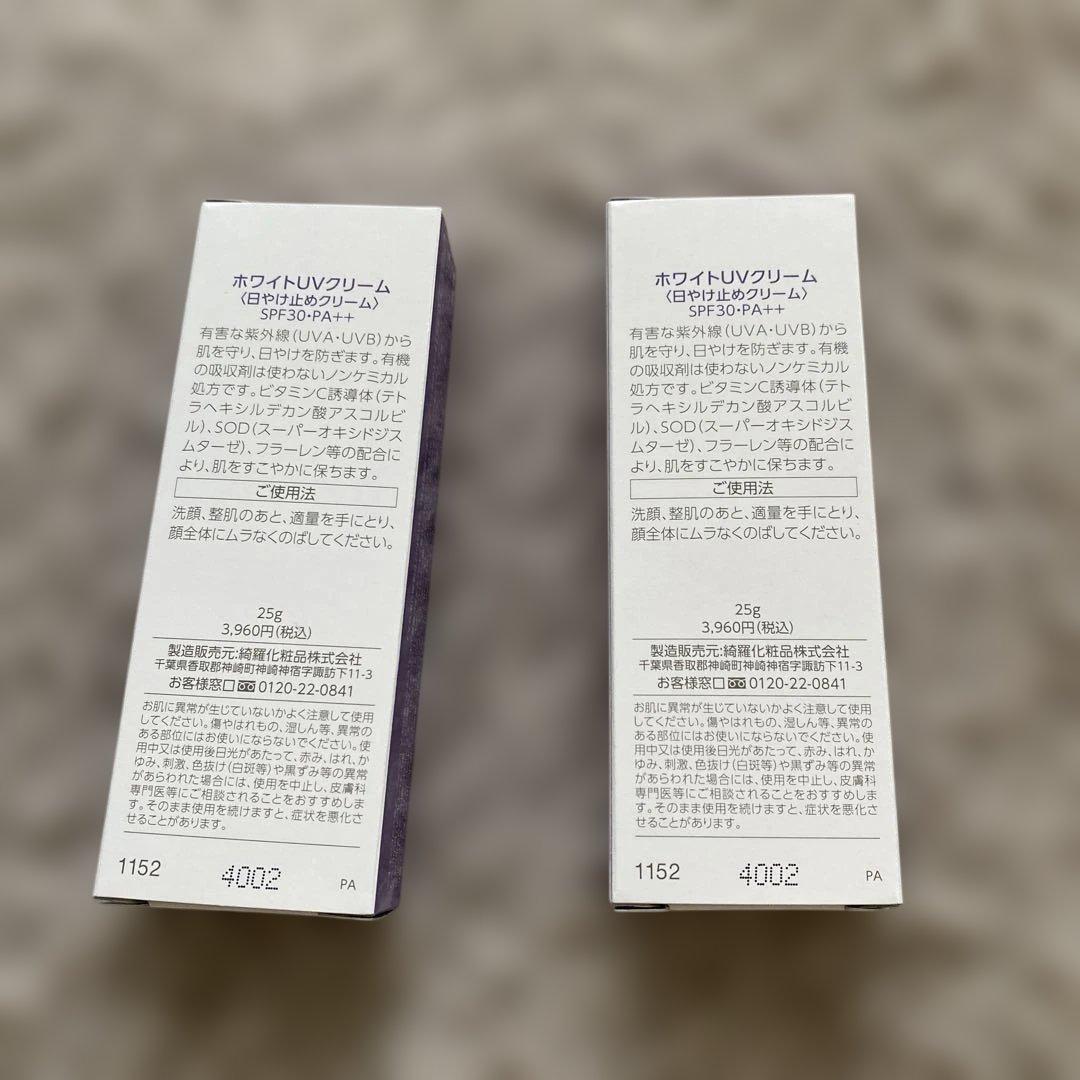 ホワイトUVクリーム
〈日やけ止めクリーム〉
SPF30・PA++
有害な紫外線(UVA・UVB)から
肌を守り、日やけを防ぎます。有機
の吸収剤は使わないノンケミカル
処方です。ビタミンC誘導体(テト
ラヘキシルデカン酸アスコルビ
ル)、SOD(スーパーオキシドジス
ムターゼ)、フラーレン等の配合に
より、肌をすこやかに保ちます。
ご使用法
洗顔、整肌のあと、適量を手にとり、
顔全体にムラなくのばしてください。
25g
3,960円(税込)
製造販売元:綺羅化粧品株式会社
千葉県香取郡神崎町神崎神宿字諏訪下11-3
お客様窓口 0120-22-0841
お肌に異常が生じていないかよく注意して使用
してください。傷やはれもの、湿しん等、異常の
ある部位にはお使いにならないでください。使
用中又は使用後日光があたって、赤み、はれ、か
ゆみ、刺激、色抜け(白斑等)や黒ずみ等の異常
があらわれた場合には、使用を中止し、皮膚科
専門医等にご相談されることをおすすめしま
す。そのまま使用を続けますと、症状を悪化さ
せることがあります。
1152 4002 PA
ホワイトUVクリーム
〈日やけ止めクリーム〉
SPF30・PA++
有害な紫外線(UVA・UVB)から
肌を守り、日やけを防ぎます。有機
の吸収剤は使わないノンケミカル
処方です。ビタミンC誘導体(テト
ラヘキシルデカン酸アスコルビ
ル)、SOD(スーパーオキシドジス
ムターゼ)、フラーレン等の配合に
より、肌をすこやかに保ちます。
ご使用法
洗顔、整肌のあと、適量を手にとり、
顔全体にムラなくのばしてください。
25g
3,960円(税込)
製造販売元:綺羅化粧品株式会社
千葉県香取郡神崎町神崎神宿字諏訪下11-3
お客様窓口 0120-22-0841
お肌に異常が生じていないかよく注意して使用
してください。傷やはれもの、湿しん等、異常の
ある部位にはお使いにならないでください。使
用中又は使用後日光があたって、赤み、はれ、か
ゆみ、刺激、色抜け(白斑等)や黒ずみ等の異常
があらわれた場合には、使用を中止し、皮膚科
専門医等にご相談されることをおすすめしま
す。そのまま使用を続けますと、症状を悪化さ
せることがあります。
1152 4002 PA